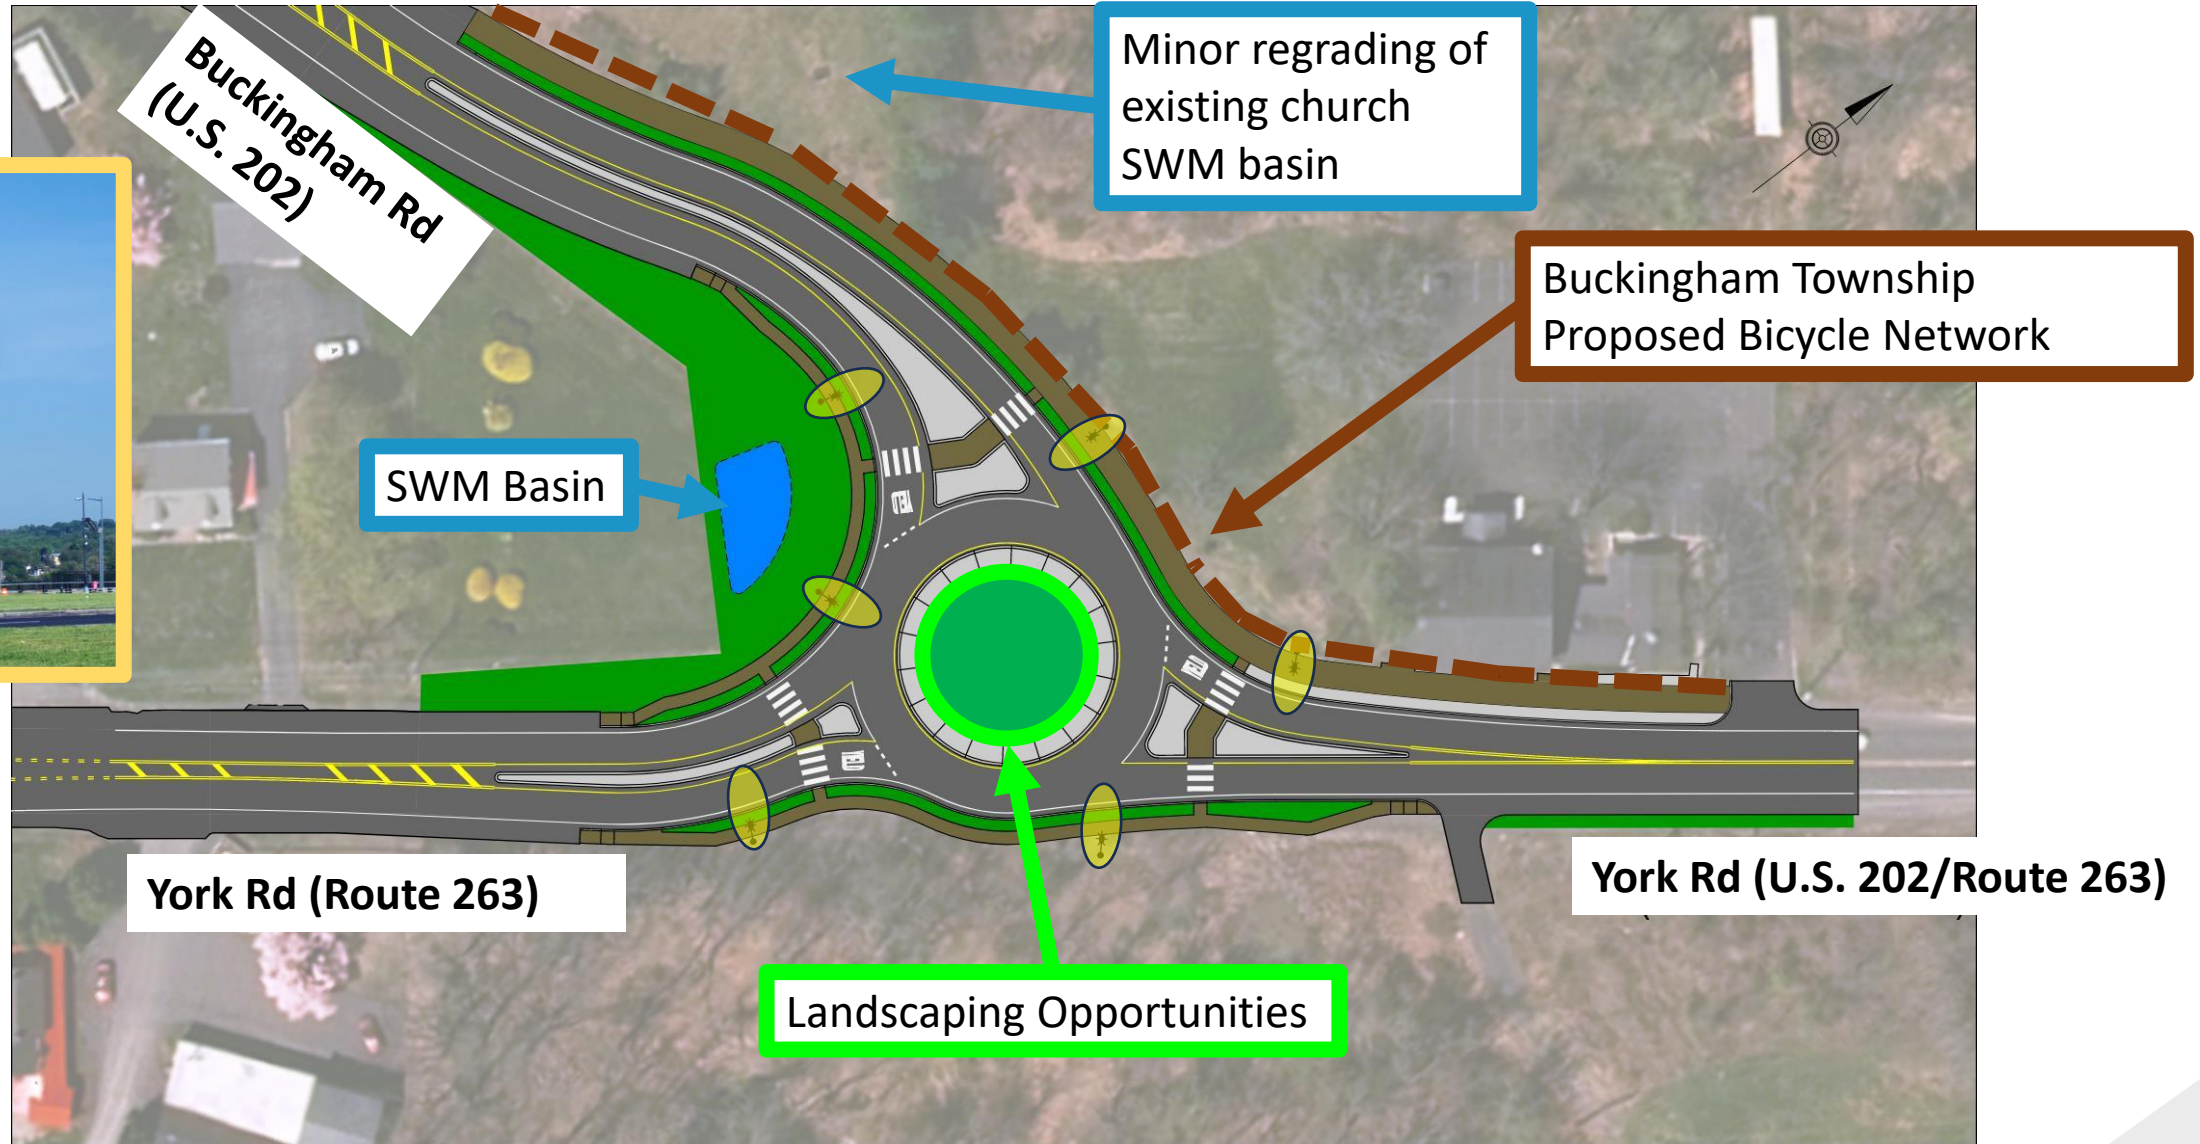 Buckingham Rd
(U.S. 202)
Minor regrading of
existing church
SWM basin
Buckingham Township
Proposed Bicycle Network
SWM Basin
YIELD
York Rd (Route 263)
York Rd (U.S. 202/Route 263)
Landscaping Opportunities